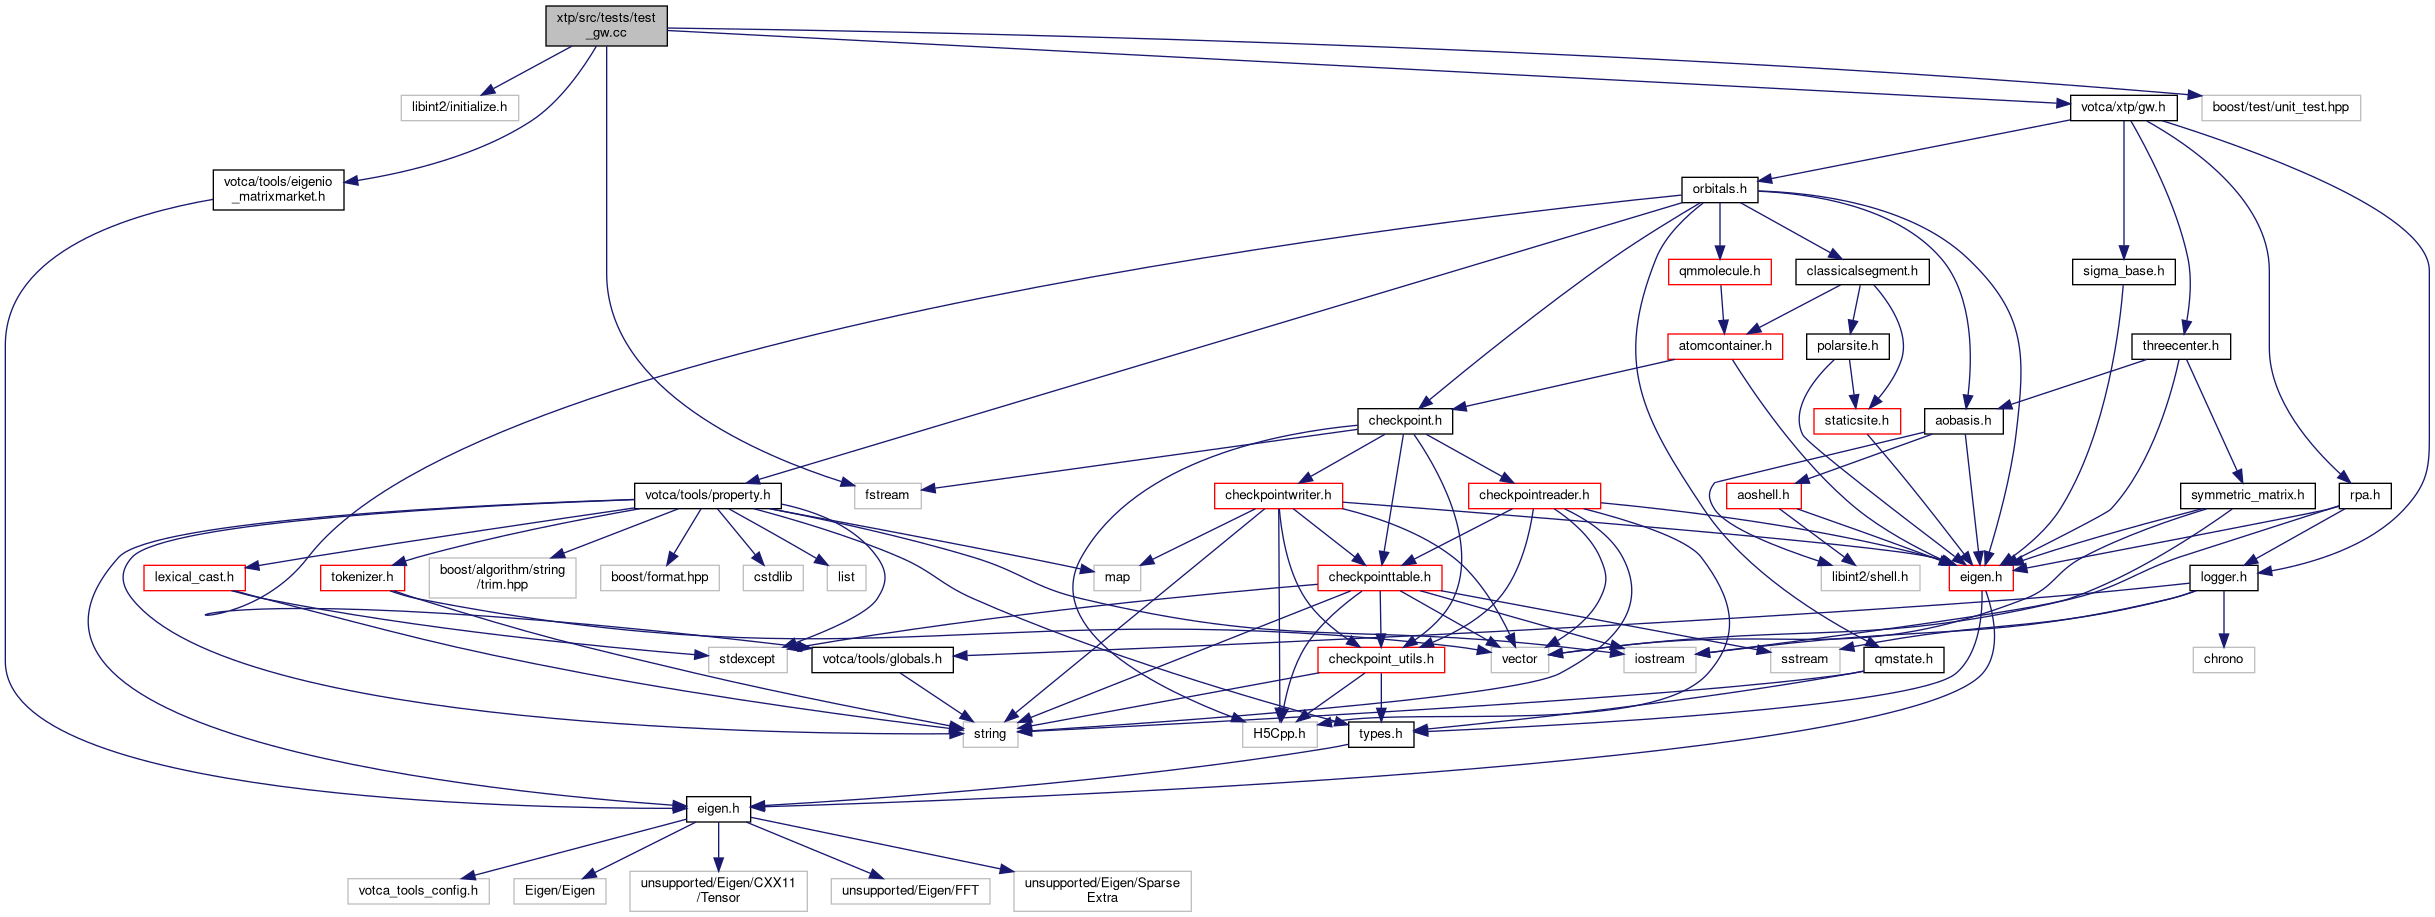 xtp/src/tests/test
_gw.cc
libint2/initialize.h
votca/xtp/gw.h
boost/test/unit_test.hpp
votca/tools/eigenio
_matrixmarket.h
orbitals.h
qmmolecule.h
classicalsegment.h
sigma_base.h
atomcontainer.h
polarsite.h
threecenter.h
checkpoint.h
staticsite.h
aobasis.h
votca/tools/property.h
fstream
checkpointwriter.h
checkpointreader.h
aoshell.h
symmetric_matrix.h
rpa.h
lexical_cast.h
tokenizer.h
boost/algorithm/string
/trim.hpp
boost/format.hpp
cstdlib
list
map
checkpointtable.h
libint2/shell.h
eigen.h
logger.h
stdexcept
votca/tools/globals.h
checkpoint_utils.h
vector
iostream
sstream
qmstate.h
chrono
string
H5Cpp.h
types.h
eigen.h
votca_tools_config.h
Eigen/Eigen
unsupported/Eigen/CXX11
/Tensor
unsupported/Eigen/FFT
unsupported/Eigen/Sparse
Extra